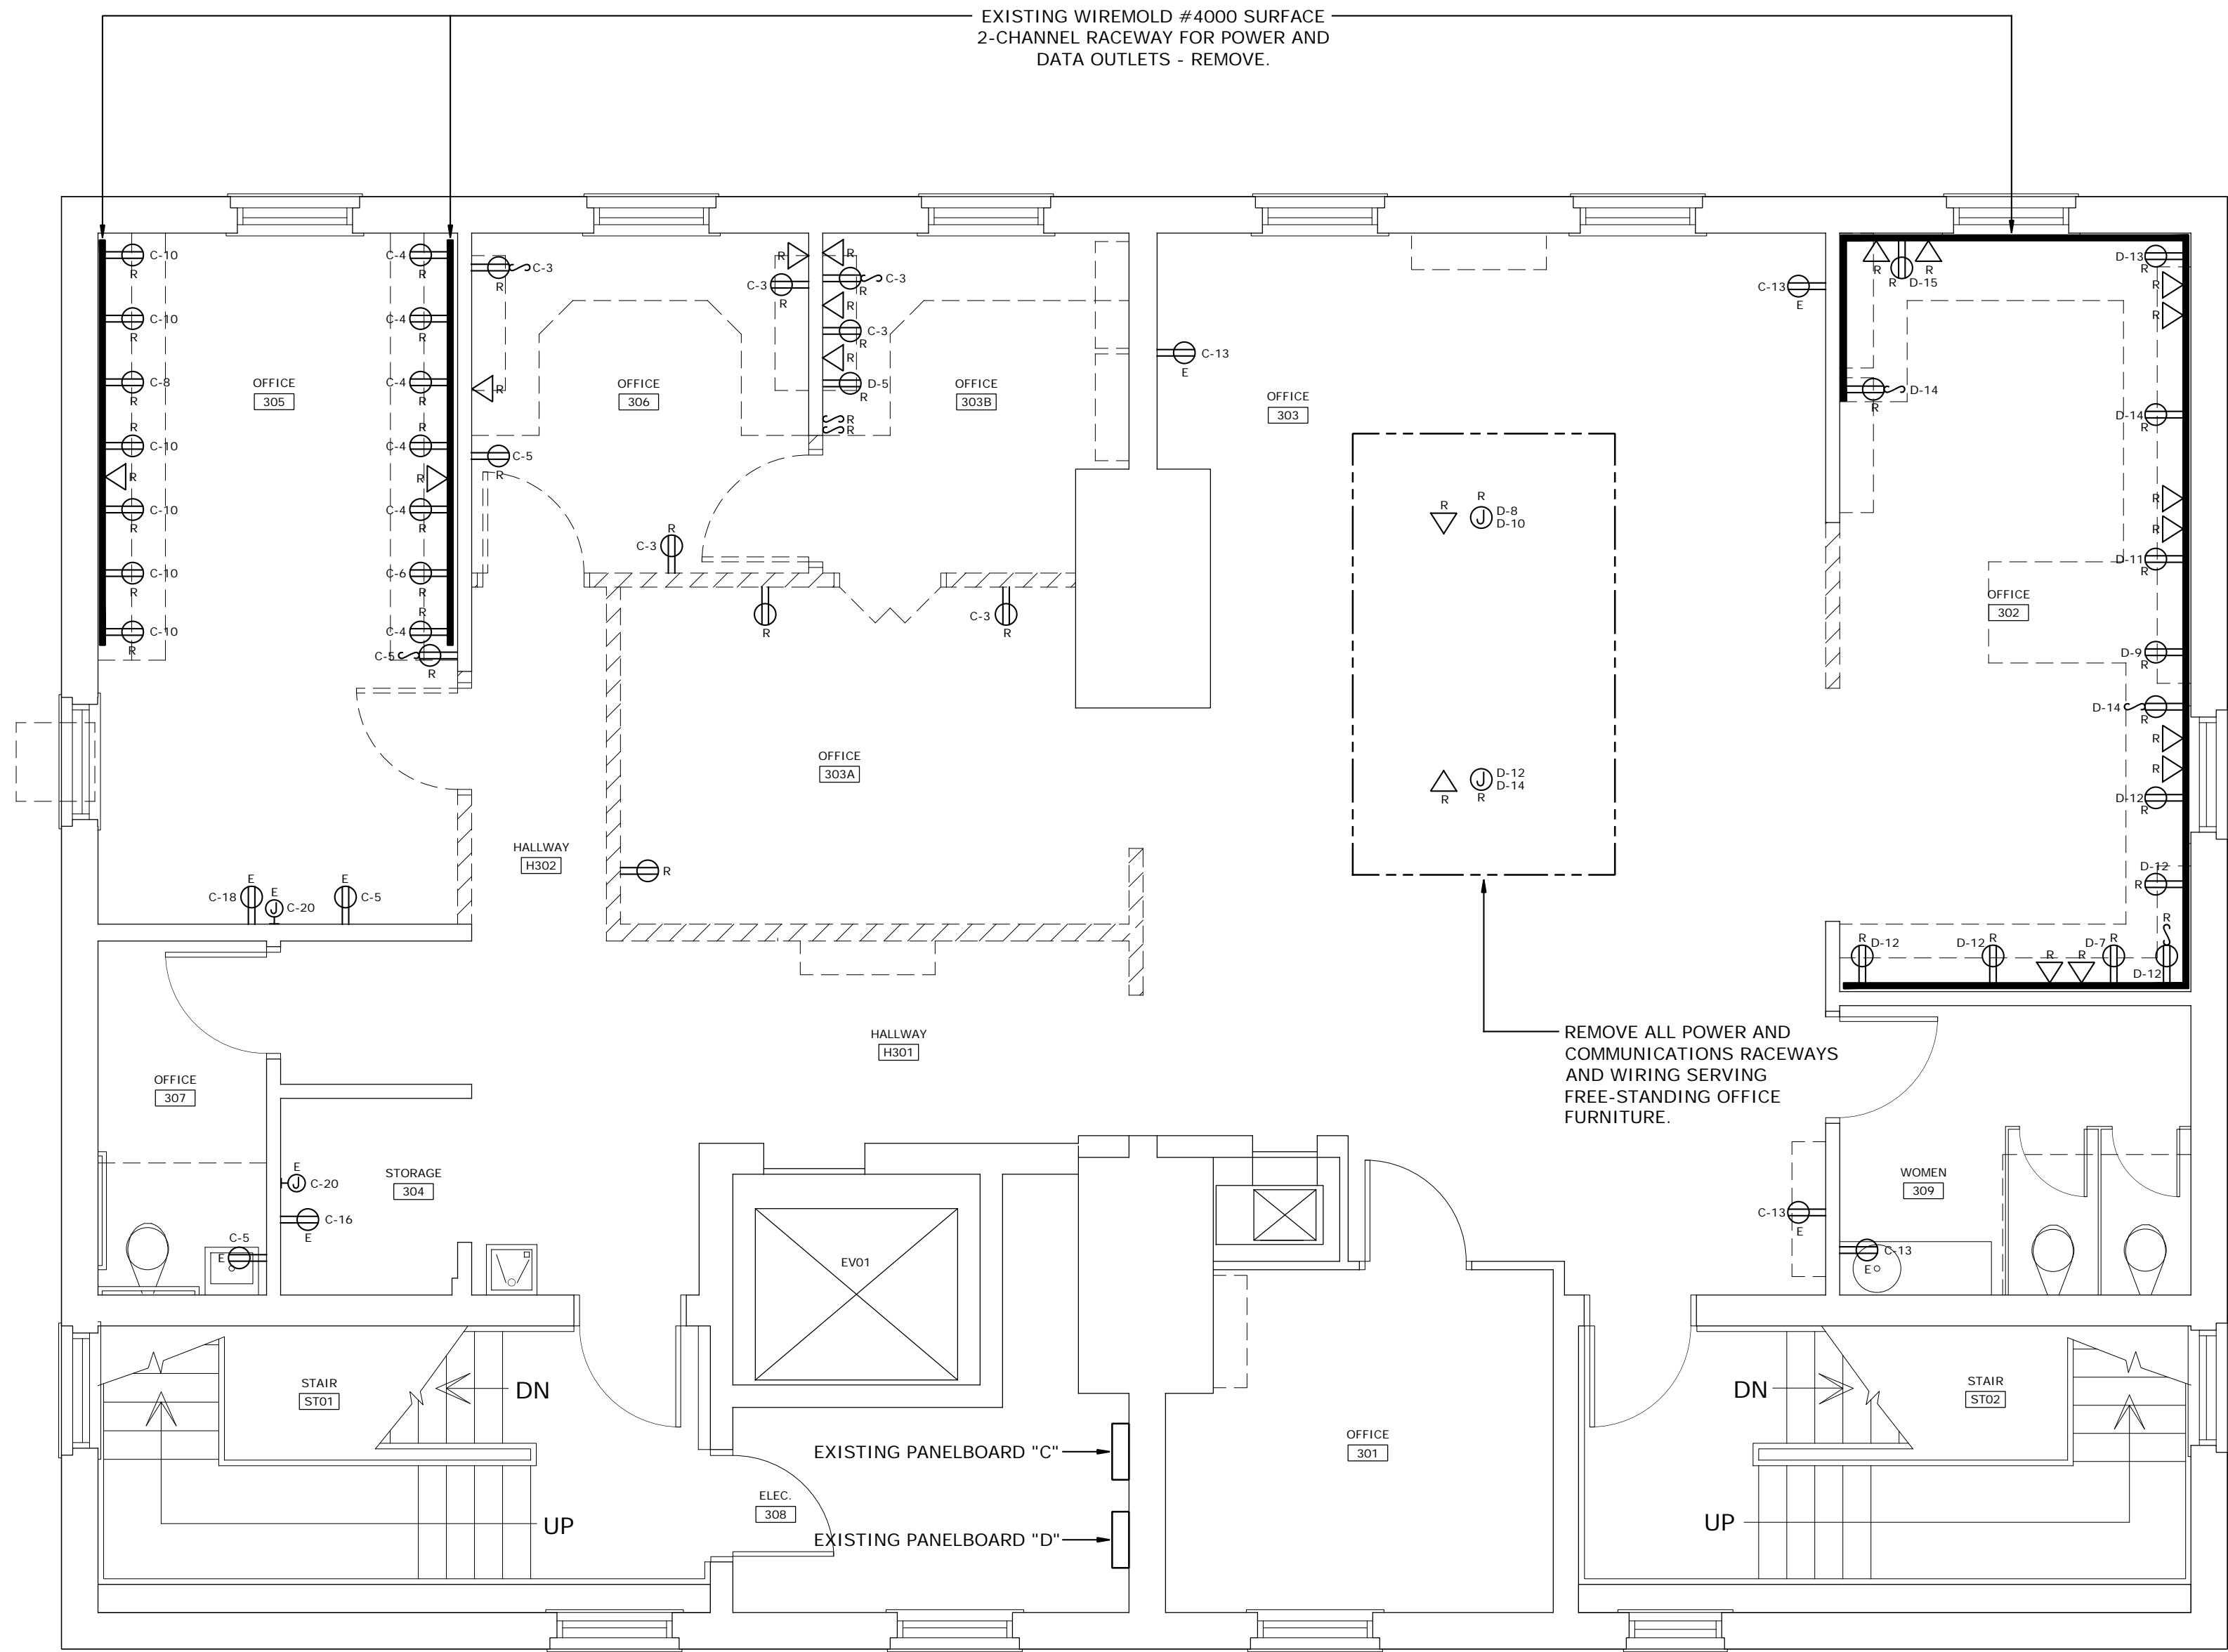 EXISTING WIREMOLD #4000 SURFACE
2-CHANNEL RACEWAY FOR POWER AND
DATA OUTLETS - REMOVE.
C-10
R
C-10
R
C-8
R
R
C-10
R
R
C-10
R
C-10
R
C-10
R
OFFICE
305
C-4
R
C-4
R
C-4
R
R
C-4
R
C-4
R
C-6
R
R
C-4
C-5
R
C-18
E
E
C-20
E
C-5
C-3
R
R
C-5
R
OFFICE
306
R
C-3
R
R
C-3
R
C-3
R
R
C-3
R
R
C-3
R
R
D-5
R
R
R
OFFICE
303B
R
C-3
R
OFFICE
303A
R
HALLWAY
H302
C-13
E
OFFICE
303
C-13
E
R
R
D-8
D-10
R
D-12
D-14
R
REMOVE ALL POWER AND
COMMUNICATIONS RACEWAYS
AND WIRING SERVING
FREE-STANDING OFFICE
FURNITURE.
R
R
D-15
R
D-14
R
D-13
R
R
R
D-14
R
R
R
D-11
R
OFFICE
302
D-9
R
D-14
R
R
R
D-12
R
D-12
R
R
D-12
D-12
R
R
R
D-7
R
R
D-12
HALLWAY
H301
OFFICE
307
E
C-20
C-16
E
C-5
E
STORAGE
304
EV01
WOMEN
309
C-13
E
C-13
E
STAIR
ST01
DN
UP
EXISTING PANELBOARD "C"
ELEC.
308
EXISTING PANELBOARD "D"
OFFICE
301
DN
STAIR
ST02
UP